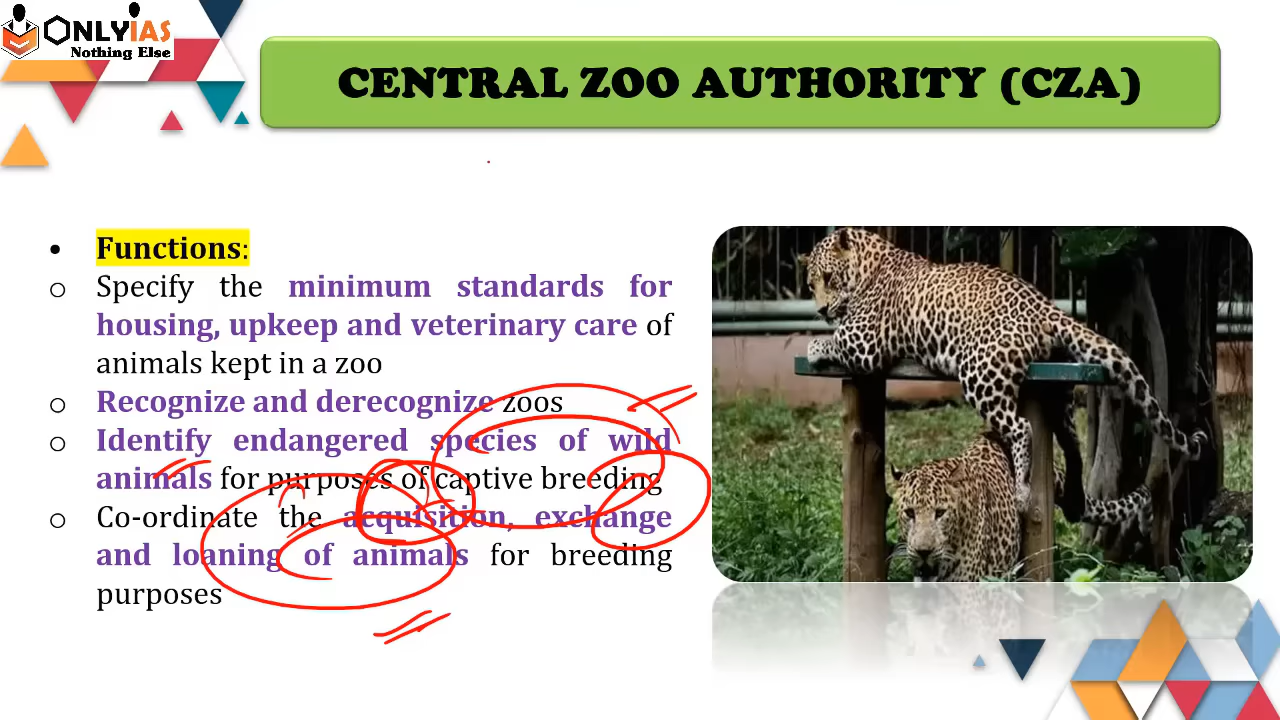 ONLYIAS
Nothing Else
CENTRAL ZOO AUTHORITY (CZA)
• Functions:
o Specify the minimum standards for
housing, upkeep and veterinary care of
animals kept in a zoo
o Recognize and derecognize zoos
o Identify endangered species of wild
animals for purposes of captive breeding
o Co-ordinate the acquisition, exchange
and loaning of animals for breeding
purposes